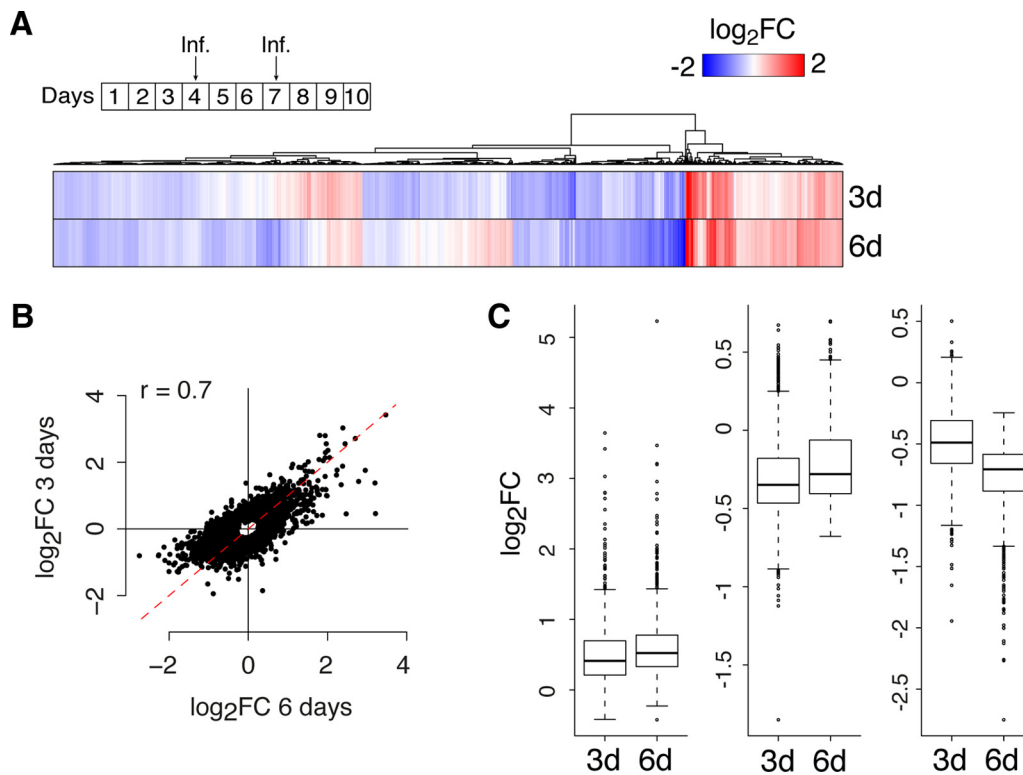 A
Inf. Inf.
log2FC
-2 2
Days 1 2 3 4 5 6 7 8 9 10
3d
6d
B
r = 0.7
log2FC 3 days
4
2
0
−2
−2 0 2 4
log2FC 6 days
C
log2FC
5
4
3
2
1
0
3d 6d
0.5
0
-0.5
-1
-1.5
3d 6d
0.5
0
-0.5
-1
-1.5
-2
-2.5
3d 6d